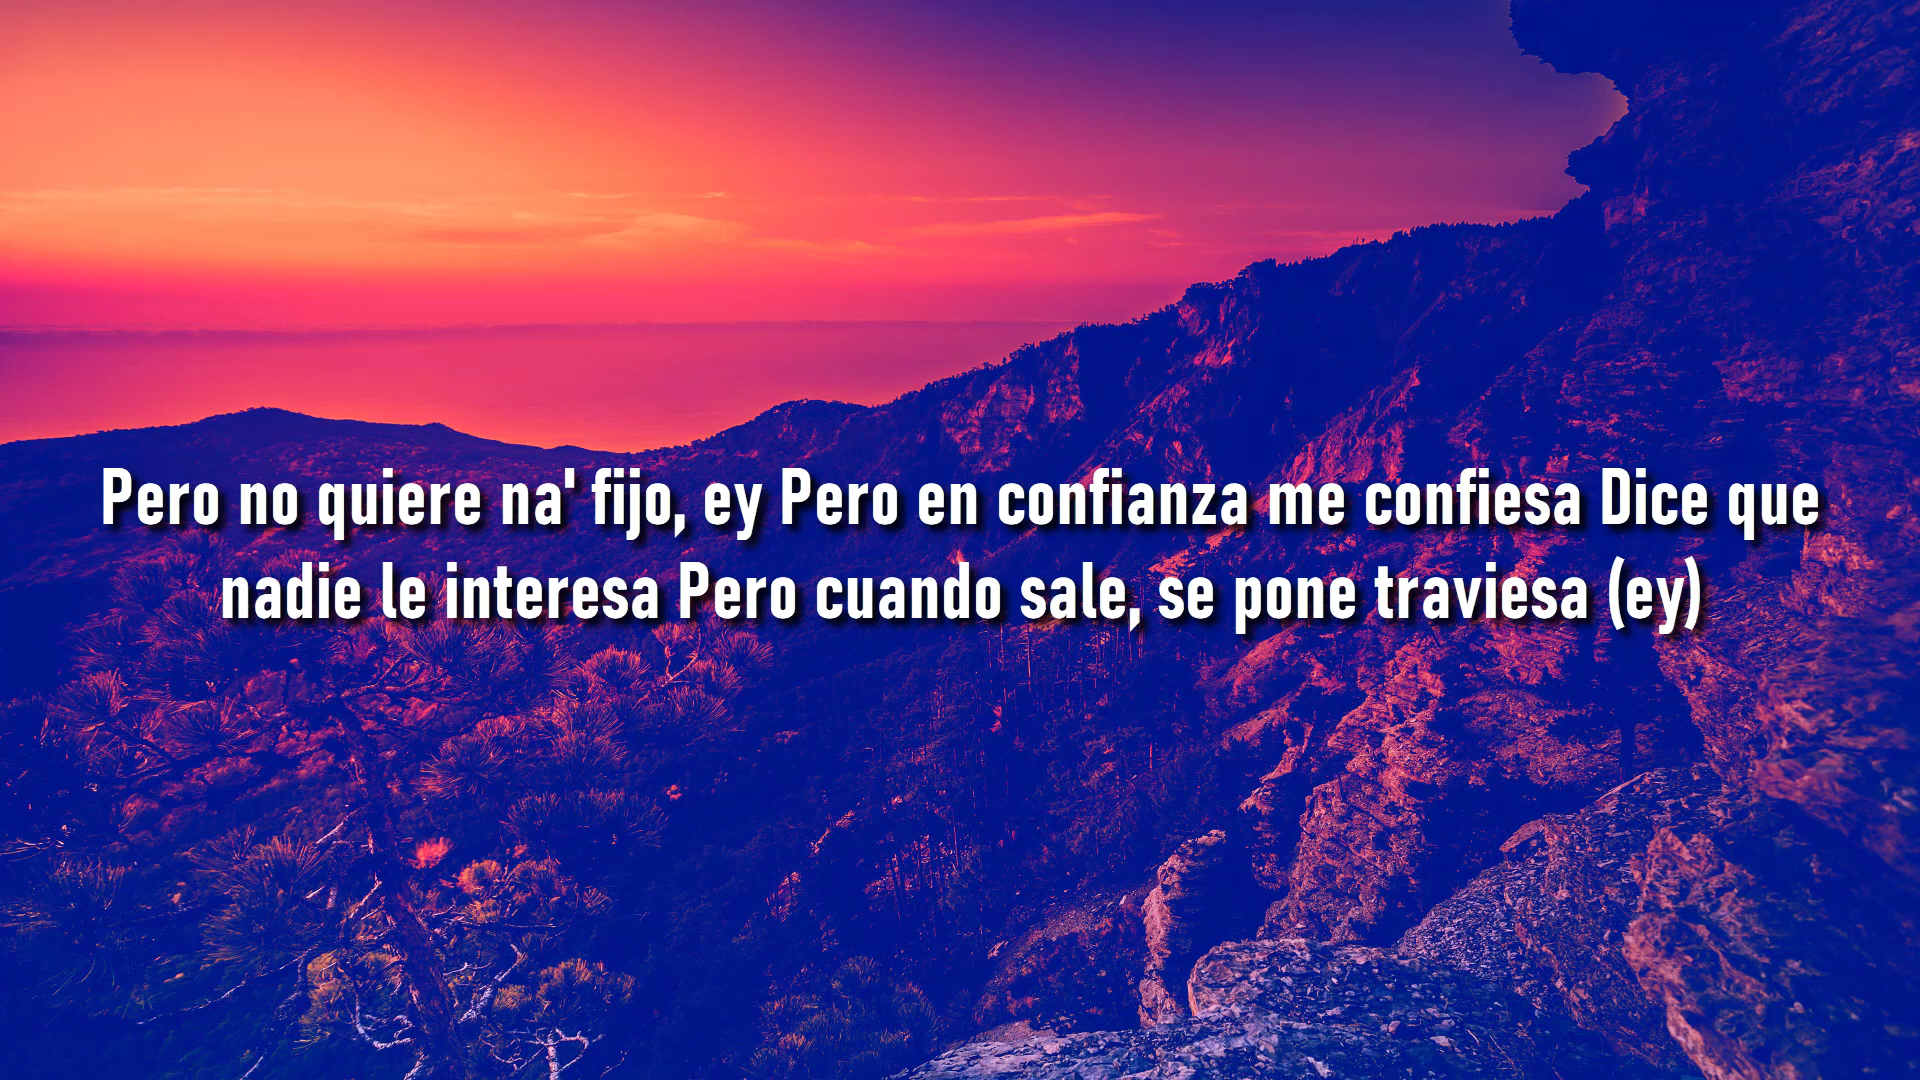 Pero no quiere na' fijo, ey Pero en confianza me confiesa Dice que
nadie le interesa Pero cuando sale, se pone traviesa (ey)